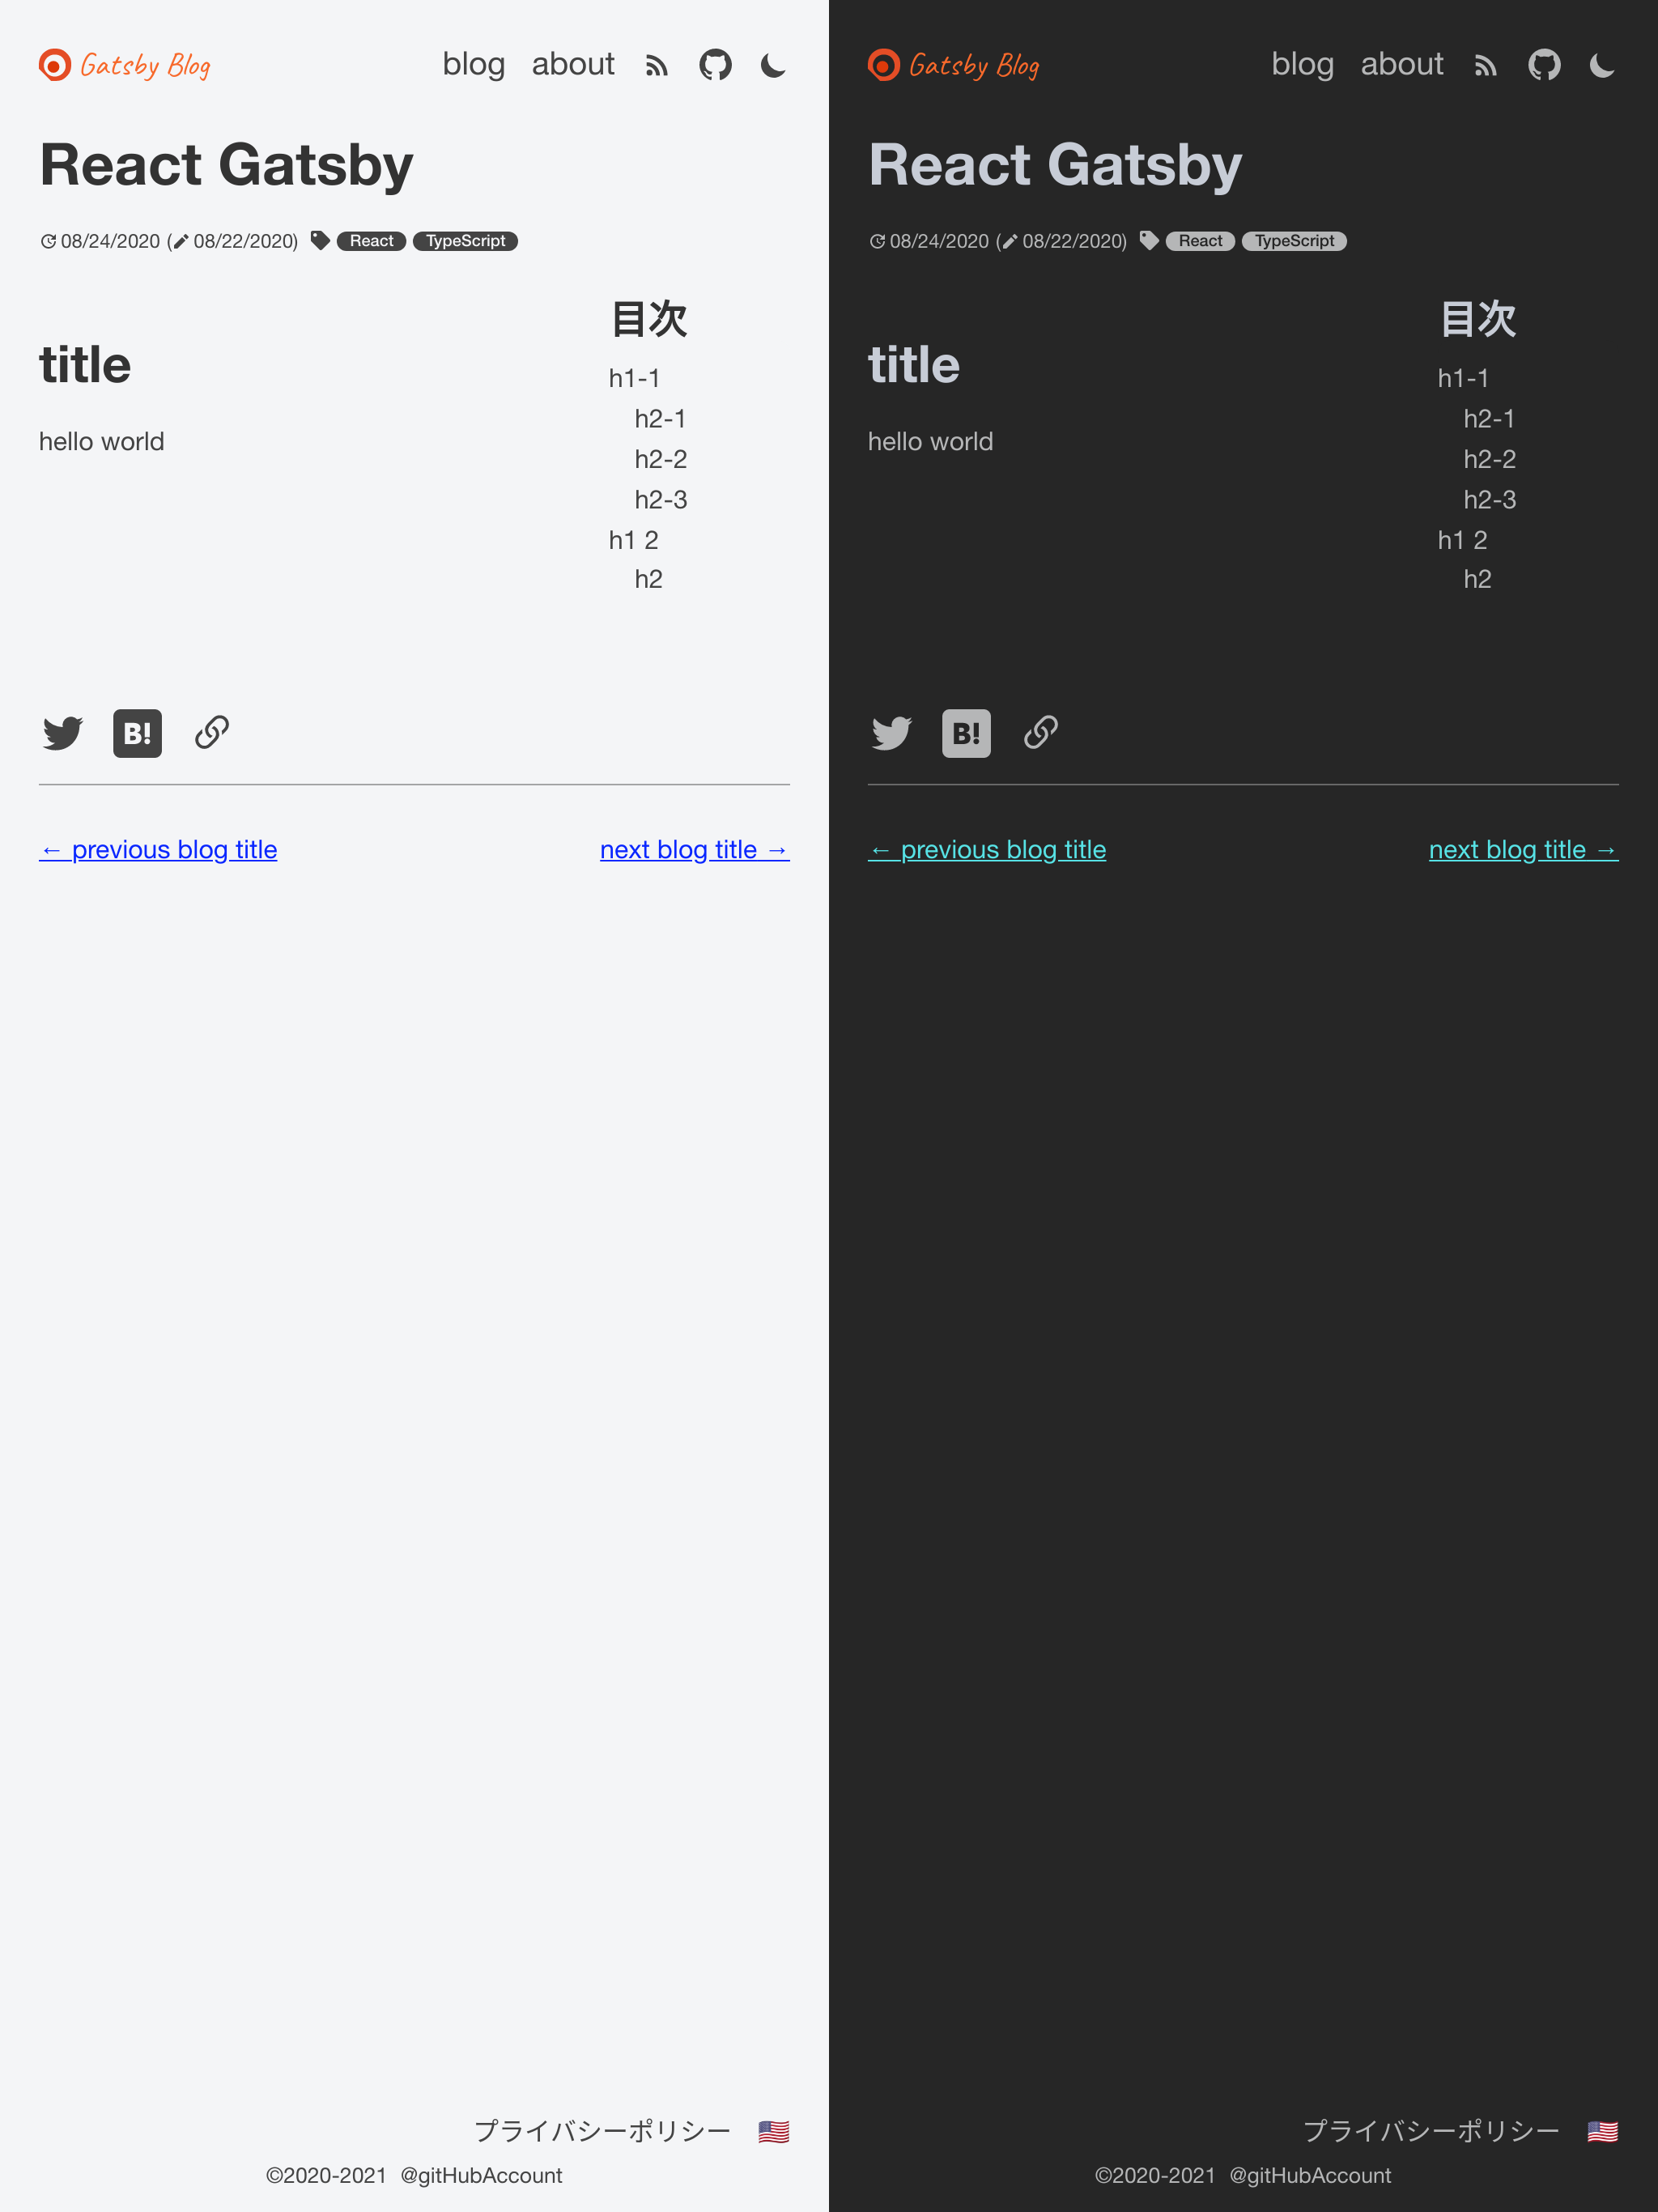 Gatsby Blog blog about
React Gatsby
08/24/2020 ( 08/22/2020) React TypeScript
目次
title
h1-1
h2-1
hello world
h2-2
h2-3
h1 2
h2
B!
← previous blog title next blog title →
プライバシーポリシー 🇺🇸
©2020-2021 @gitHubAccount
Gatsby Blog blog about
React Gatsby
08/24/2020 ( 08/22/2020) React TypeScript
目次
title
h1-1
h2-1
hello world
h2-2
h2-3
h1 2
h2
B!
← previous blog title next blog title →
プライバシーポリシー 🇺🇸
©2020-2021 @gitHubAccount